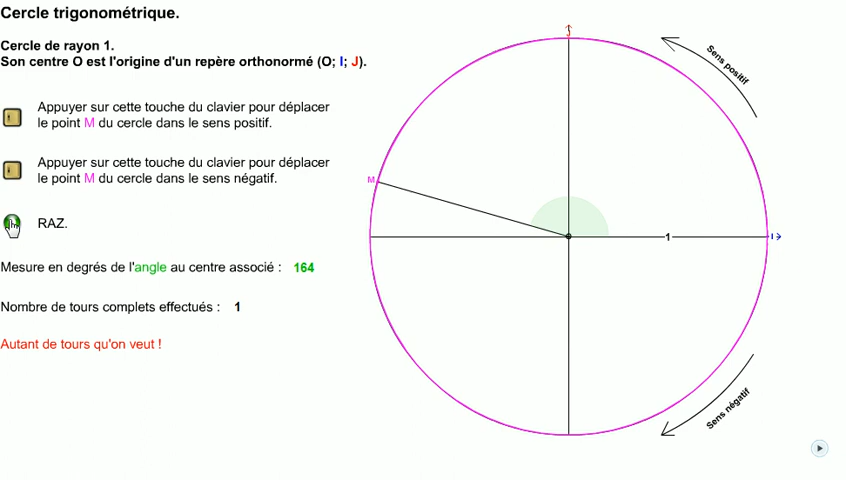 Cercle trigonométrique.
Cercle de rayon 1.
Son centre O est l'origine d'un repère orthonormé (O; I; J).
Appuyer sur cette touche du clavier pour déplacer
le point M du cercle dans le sens positif.
Appuyer sur cette touche du clavier pour déplacer
le point M du cercle dans le sens négatif.
RAZ.
Mesure en degrés de l'angle au centre associé : 164
Nombre de tours complets effectués : 1
Autant de tours qu'on veut !
J
Sens positif
M
1
I
Sens négatif